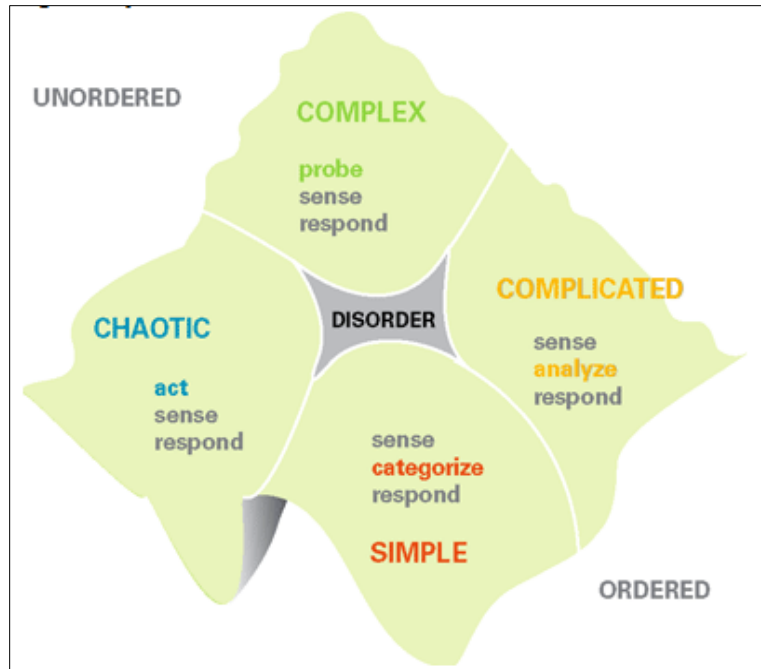 UNORDERED
COMPLEX
probe
sense
respond
CHAOTIC
act
sense
respond
DISORDER
COMPLICATED
sense
analyze
respond
sense
categorize
respond
SIMPLE
ORDERED